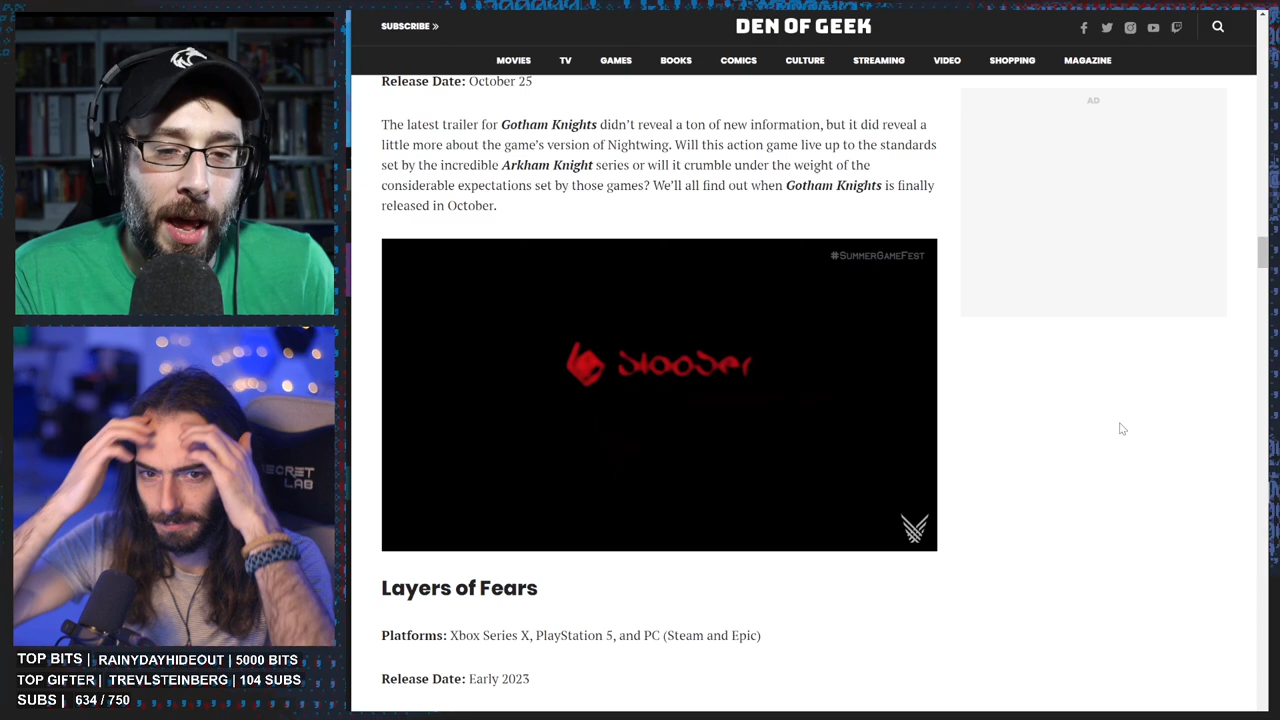 SUBSCRIBE »
DEN OF GEEK
MOVIES TV GAMES BOOKS COMICS CULTURE STREAMING VIDEO SHOPPING MAGAZINE
Release Date: October 25
The latest trailer for Gotham Knights didn't reveal a ton of new information, but it did reveal a
little more about the game's version of Nightwing. Will this action game live up to the standards
set by the incredible Arkham Knight series or will it crumble under the weight of the
considerable expectations set by those games? We'll all find out when Gotham Knights is finally
released in October.
AD
#SUMMERGAMEFEST
bloober
Layers of Fears
Platforms: Xbox Series X, PlayStation 5, and PC (Steam and Epic)
Release Date: Early 2023
SECRET
LAB
TOP BITS | RAINYDAYHIDEOUT | 5000 BITS
TOP GIFTER | TREVLSTEINBERG | 104 SUBS
SUBS | 634 / 750